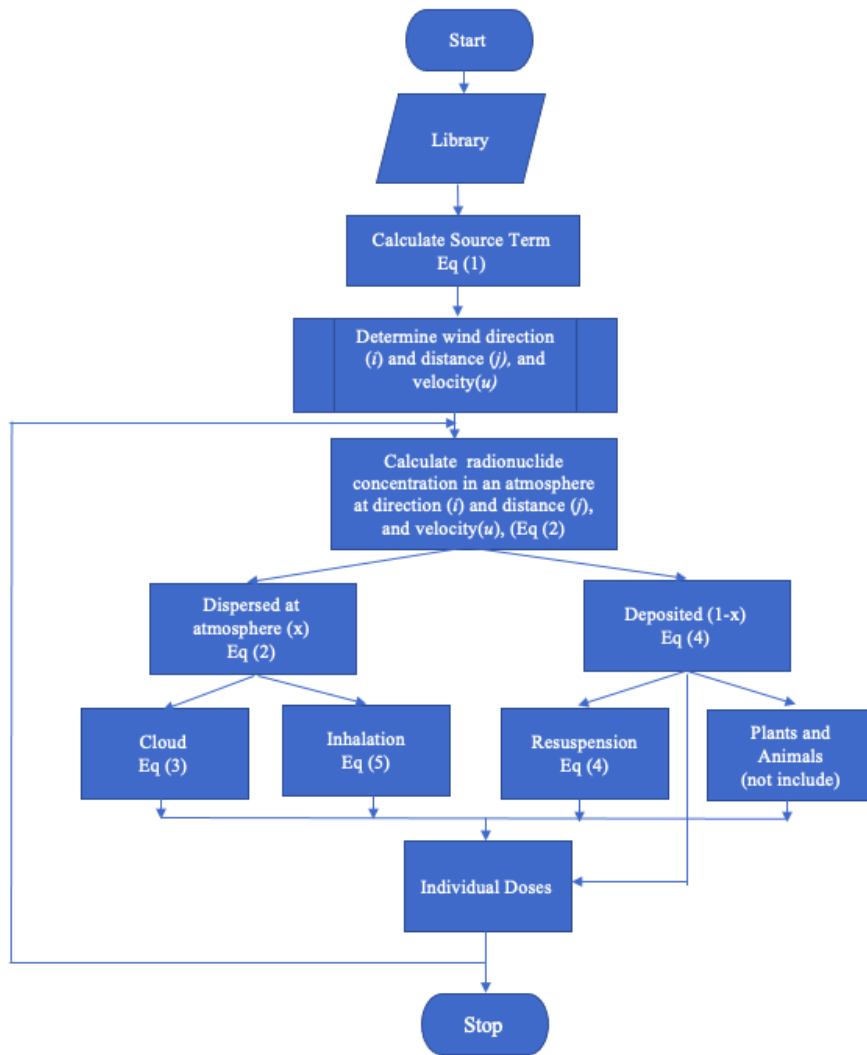 Start
Library
Calculate Source Term
Eq (1)
Determine wind direction
(i) and distance (j), and
velocity(u)
Calculate radionuclide
concentration in an atmosphere
at direction (i) and distance (j),
and velocity(u), (Eq (2)
Dispersed at
atmosphere (x)
Eq (2)
Deposited (1-x)
Eq (4)
Cloud
Eq (3)
Inhalation
Eq (5)
Resuspension
Eq (4)
Plants and
Animals
(not include)
Individual Doses
Stop